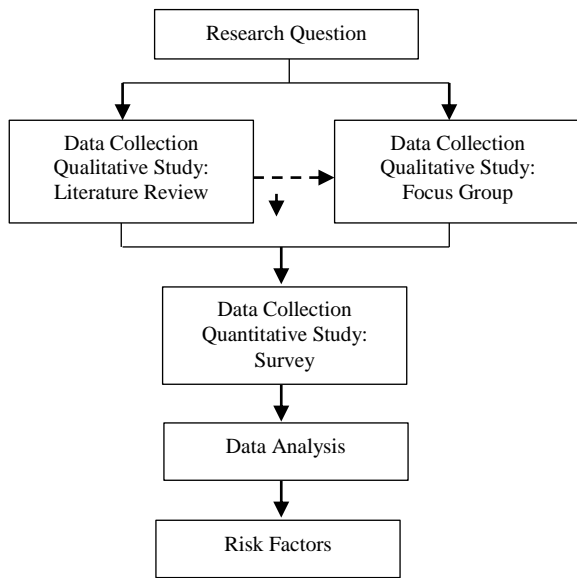 Research Question
Data Collection
Qualitative Study:
Literature Review
Data Collection
Qualitative Study:
Focus Group
Data Collection
Quantitative Study:
Survey
Data Analysis
Risk Factors